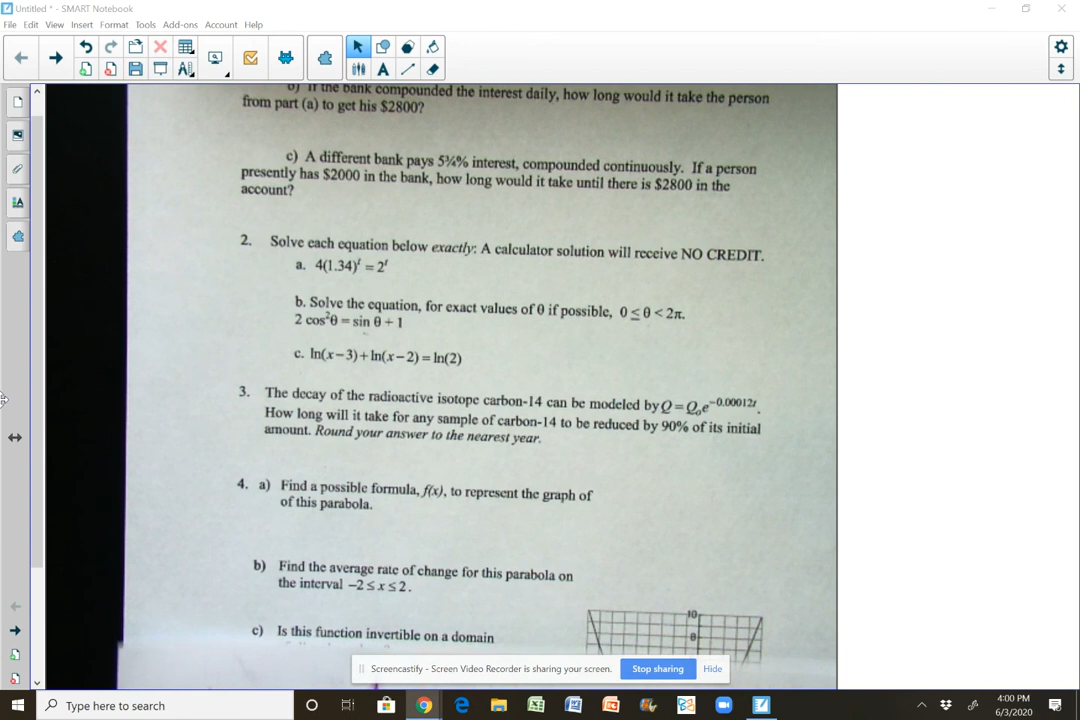 Untitled * - SMART Notebook
File Edit View Insert Format Tools Add-ons Account Help
b) If the bank compounded the interest daily, how long would it take the person
from part (a) to get his $2800?
c) A different bank pays 5¾% interest, compounded continuously. If a person
presently has $2000 in the bank, how long would it take until there is $2800 in the
account?
2. Solve each equation below exactly: A calculator solution will receive NO CREDIT.
a. 4(1.34)^t = 2^t
b. Solve the equation, for exact values of θ if possible, 0 ≤ θ < 2π.
2 cos²θ = sin θ + 1
c. ln(x−3)+ln(x−2)=ln(2)
3. The decay of the radioactive isotope carbon-14 can be modeled by Q=Q₀e^−0.00012t.
How long will it take for any sample of carbon-14 to be reduced by 90% of its initial
amount. Round your answer to the nearest year.
4. a) Find a possible formula, f(x), to represent the graph of
of this parabola.
b) Find the average rate of change for this parabola on
the interval −2≤x≤2.
10
8
c) Is this function invertible on a domain
Screencastify - Screen Video Recorder is sharing your screen. Stop sharing Hide
Type here to search
4:00 PM
6/3/2020